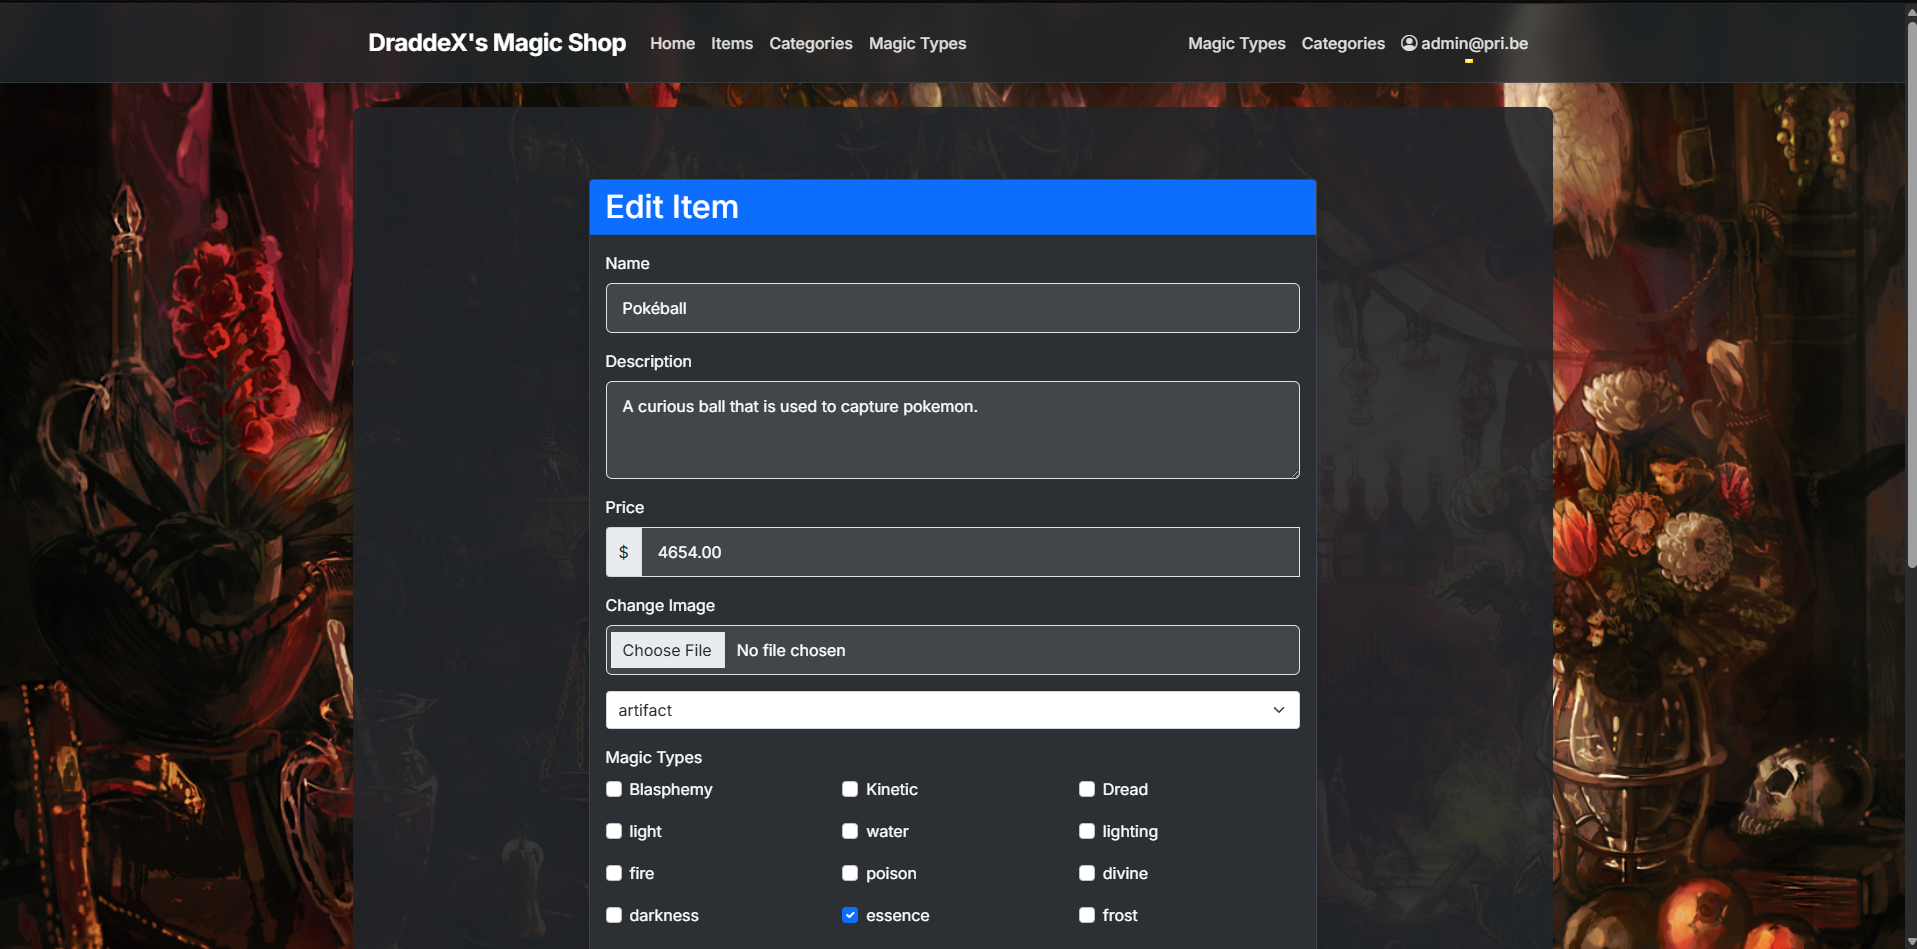 DraddeX's Magic Shop Home Items Categories Magic Types Magic Types Categories admin@pri.be
Edit Item
Name
Pokéball
Description
A curious ball that is used to capture pokemon.
Price
$ 4654.00
Change Image
Choose File No file chosen
artifact
Magic Types
Blasphemy Kinetic Dread
light water lighting
fire poison divine
darkness essence frost